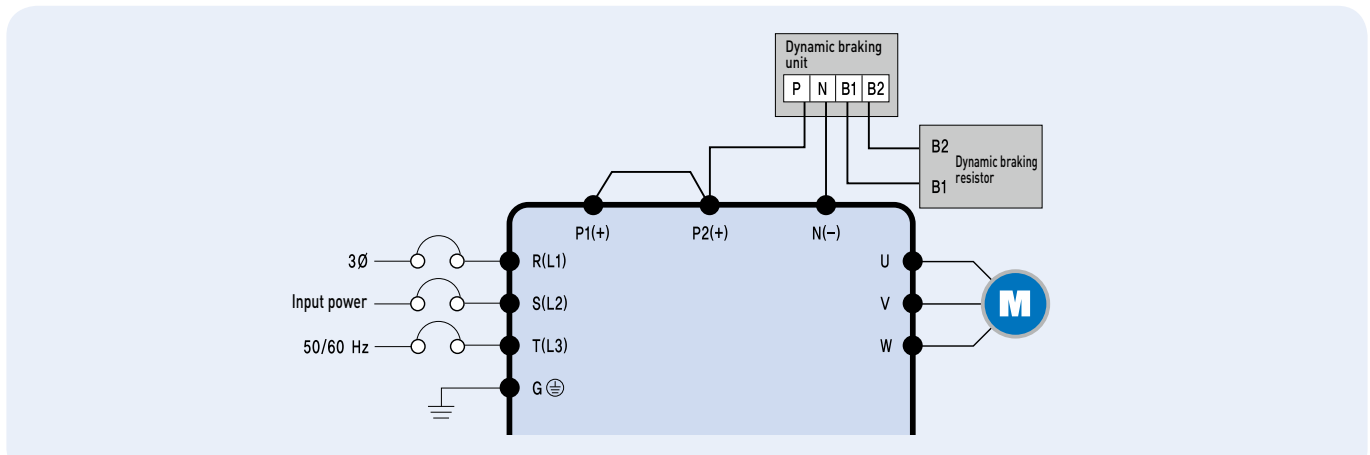 Dynamic braking
unit
P N B1 B2
B2
Dynamic braking
resistor
B1
P1(+) P2(+) N(−)
3Ø R(L1) U
Input power S(L2) V
M
50/60 Hz T(L3) W
G